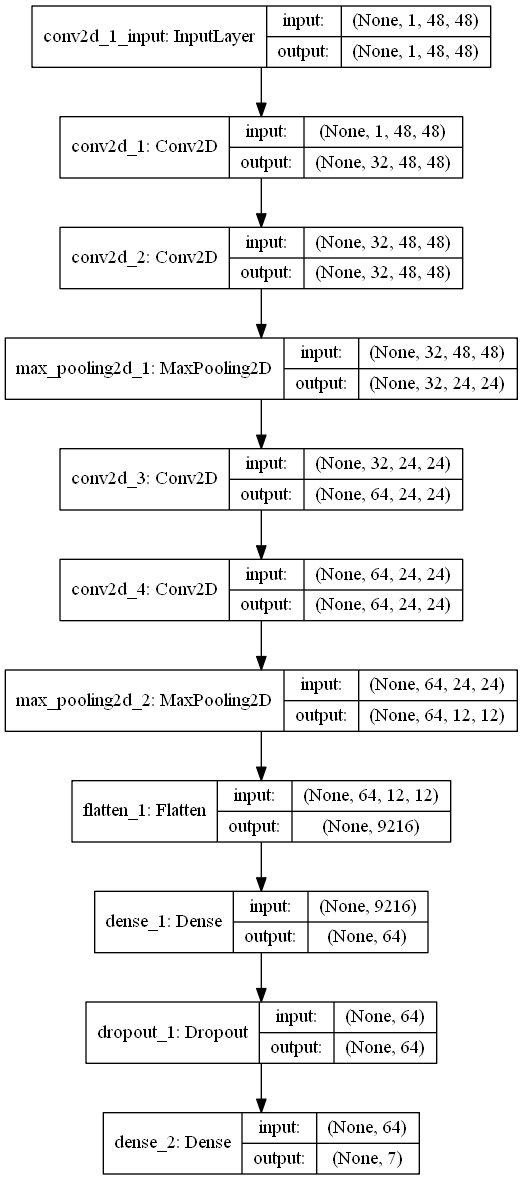 conv2d_1_input: InputLayer
input: (None, 1, 48, 48)
output: (None, 1, 48, 48)
conv2d_1: Conv2D
input: (None, 1, 48, 48)
output: (None, 32, 48, 48)
conv2d_2: Conv2D
input: (None, 32, 48, 48)
output: (None, 32, 48, 48)
max_pooling2d_1: MaxPooling2D
input: (None, 32, 48, 48)
output: (None, 32, 24, 24)
conv2d_3: Conv2D
input: (None, 32, 24, 24)
output: (None, 64, 24, 24)
conv2d_4: Conv2D
input: (None, 64, 24, 24)
output: (None, 64, 24, 24)
max_pooling2d_2: MaxPooling2D
input: (None, 64, 24, 24)
output: (None, 64, 12, 12)
flatten_1: Flatten
input: (None, 64, 12, 12)
output: (None, 9216)
dense_1: Dense
input: (None, 9216)
output: (None, 64)
dropout_1: Dropout
input: (None, 64)
output: (None, 64)
dense_2: Dense
input: (None, 64)
output: (None, 7)